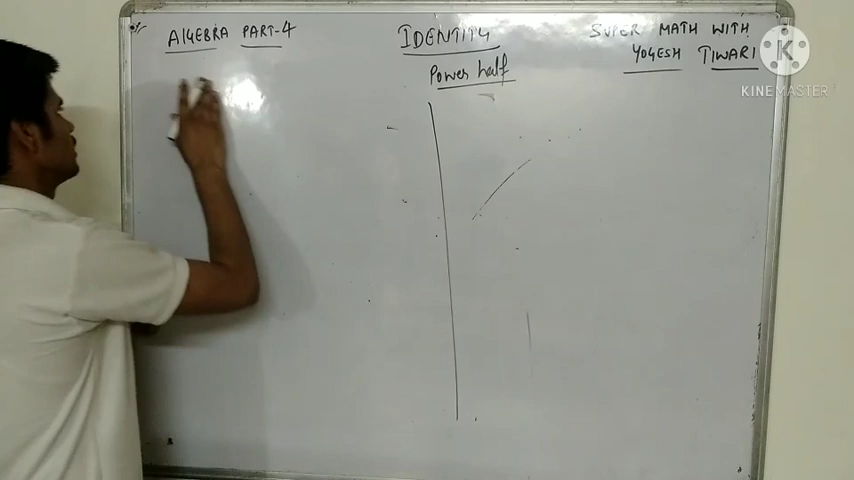 ALGEBRA PART-4
IDENTITY
Power half
SUPER MATH WITH
YOGESH TIWARI
K
KINEMASTER